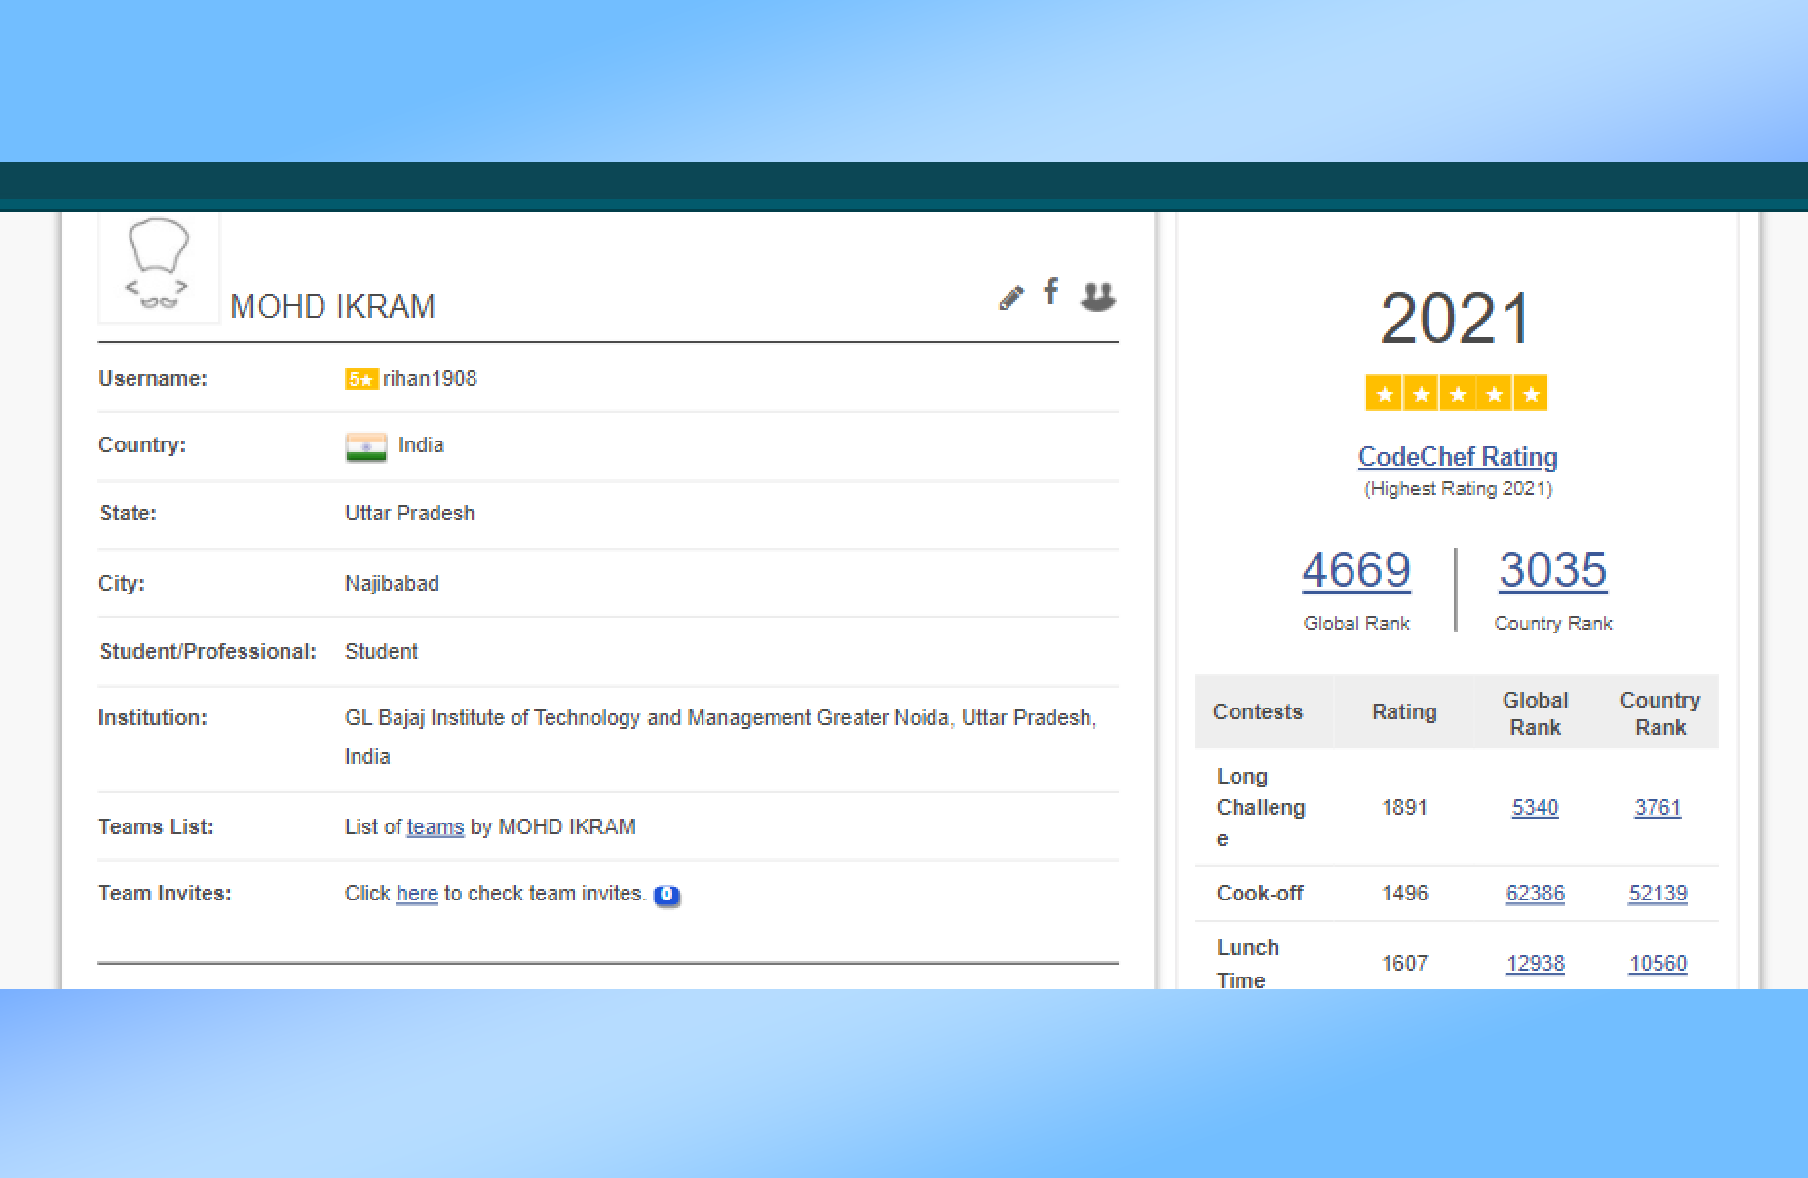 MOHD IKRAM
Username: 5★ rihan1908
Country: India
State: Uttar Pradesh
City: Najibabad
Student/Professional: Student
Institution: GL Bajaj Institute of Technology and Management Greater Noida, Uttar Pradesh,
India
Teams List: List of teams by MOHD IKRAM
Team Invites: Click here to check team invites. 0
2021
★★★★★
CodeChef Rating
(Highest Rating 2021)
4669 3035
Global Rank Country Rank
Contests Rating Global Rank Country Rank
Long
Challeng
e
1891 5340 3761
Cook-off 1496 62386 52139
Lunch
Time
1607 12938 10560